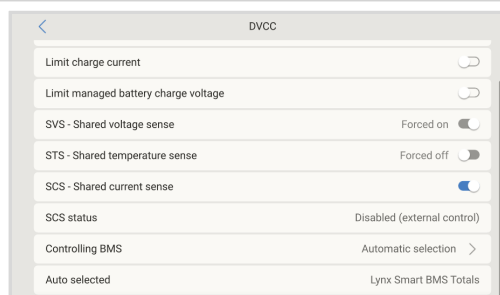 DVCC
Limit charge current
Limit managed battery charge voltage
SVS - Shared voltage sense Forced on
STS - Shared temperature sense Forced off
SCS - Shared current sense
SCS status Disabled (external control)
Controlling BMS Automatic selection
Auto selected Lynx Smart BMS Totals